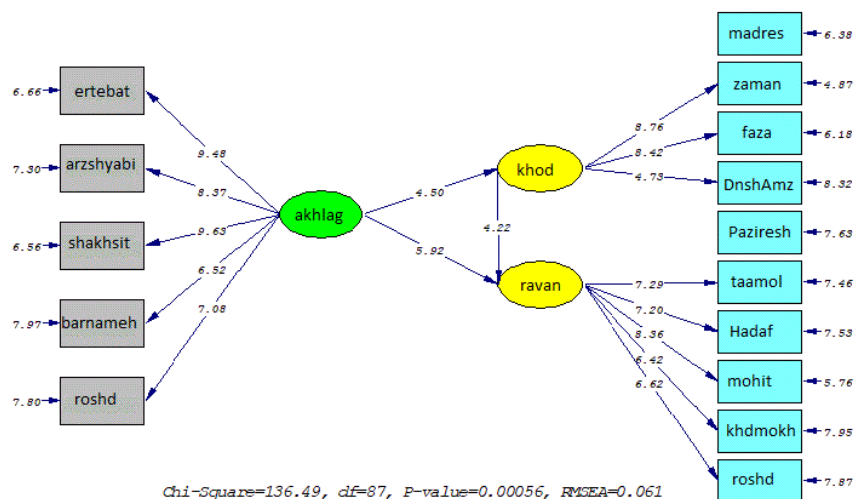 madres
6.38
zaman
4.87
ertebat
6.66
faza
6.18
8.76
8.42
4.73
9.48
arzshyabi
7.30
khod
DnshAmz
8.32
8.37
4.50
akhlag
9.63
4.22
Paziresh
7.63
shakhsit
6.56
5.92
6.52
7.08
ravan
7.29
taamol
7.46
7.20
8.36
6.42
6.62
Hadaf
7.53
barnameh
7.97
mohit
5.76
roshd
7.80
khdmokh
7.95
roshd
7.87
Chi-Square=136.49, df=87, P-value=0.00056, RMSEA=0.061